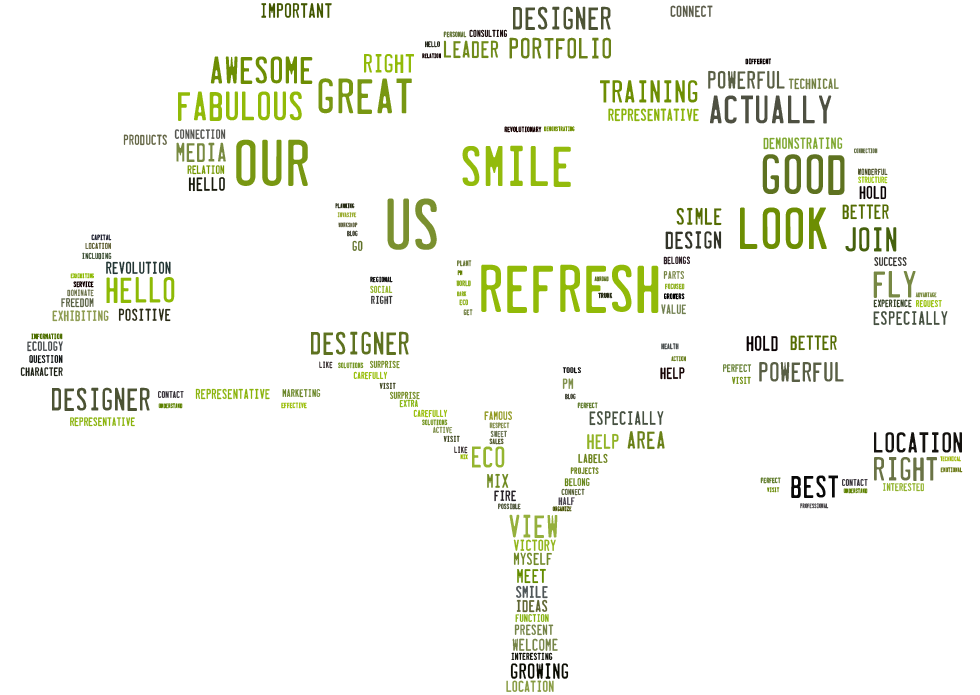 IMPORTANT
DESIGNER
CONNECT
PERSONAL CONSULTING
HELLO LEADER PORTFOLIO
RELATION
AWESOME RIGHT
FABULOUS GREAT
DIFFERENT
TRAINING POWERFUL TECHNICAL
REPRESENTATIVE ACTUALLY
PRODUCTS CONNECTION
MEDIA OUR
RELATION
HELLO
REVOLUTIONARY DEMONSTRATING
SMILE
DEMONSTRATING
CONNECTION
GOOD
WONDERFUL
STRUCTURE
HOLD
PLANNING
INVASIVE
WORKSHOP
BLOG
GO
US
SIMLE
DESIGN
LOOK
BETTER
JOIN
CAPITAL
LOCATION
INCLUDING
REVOLUTION
EXHIBITING
SERVICE
DOMINATE
FREEDOM
HELLO
EXHIBITING POSITIVE
REGIONAL
SOCIAL
RIGHT
PLANT
PM
WORLD
ECO
GET
REFRESH
ABROAD
TRUNK
BELONGS
PARTS
FOCUSED
GROWERS
VALUE
SUCCESS
FLY
ADVANTAGE
EXPERIENCE REQUEST
ESPECIALLY
INFORMATION
ECOLOGY
QUESTION
CHARACTER
DESIGNER
LIKE SOLUTIONS SURPRISE
CAREFULLY
VISIT
SURPRISE
EXTRA
CAREFULLY
SOLUTIONS
ACTIVE
VISIT
LIKE
MIX
ECO
HEALTH
ACTION
HELP
HOLD BETTER
PERFECT
VISIT
POWERFUL
DESIGNER CONTACT
UNDERSTAND
REPRESENTATIVE
REPRESENTATIVE MARKETING
EFFECTIVE
TOOLS
PM
BLOG
PERFECT
ESPECIALLY
HELP AREA
LABELS
PROJECTS
BELONG
CONNECT
HALF
ORGANIZE
FAMOUS
RESPECT
SWEET
SALES
MIX
FIRE
POSSIBLE
LOCATION
RIGHT TECHNICAL
EMOTIONAL
INTERESTED
PERFECT
VISIT
BEST CONTACT
UNDERSTAND
PROFESSIONAL
VIEW
VICTORY
MYSELF
MEET
SMILE
IDEAS
FUNCTION
PRESENT
WELCOME
INTERESTING
GROWING
LOCATION